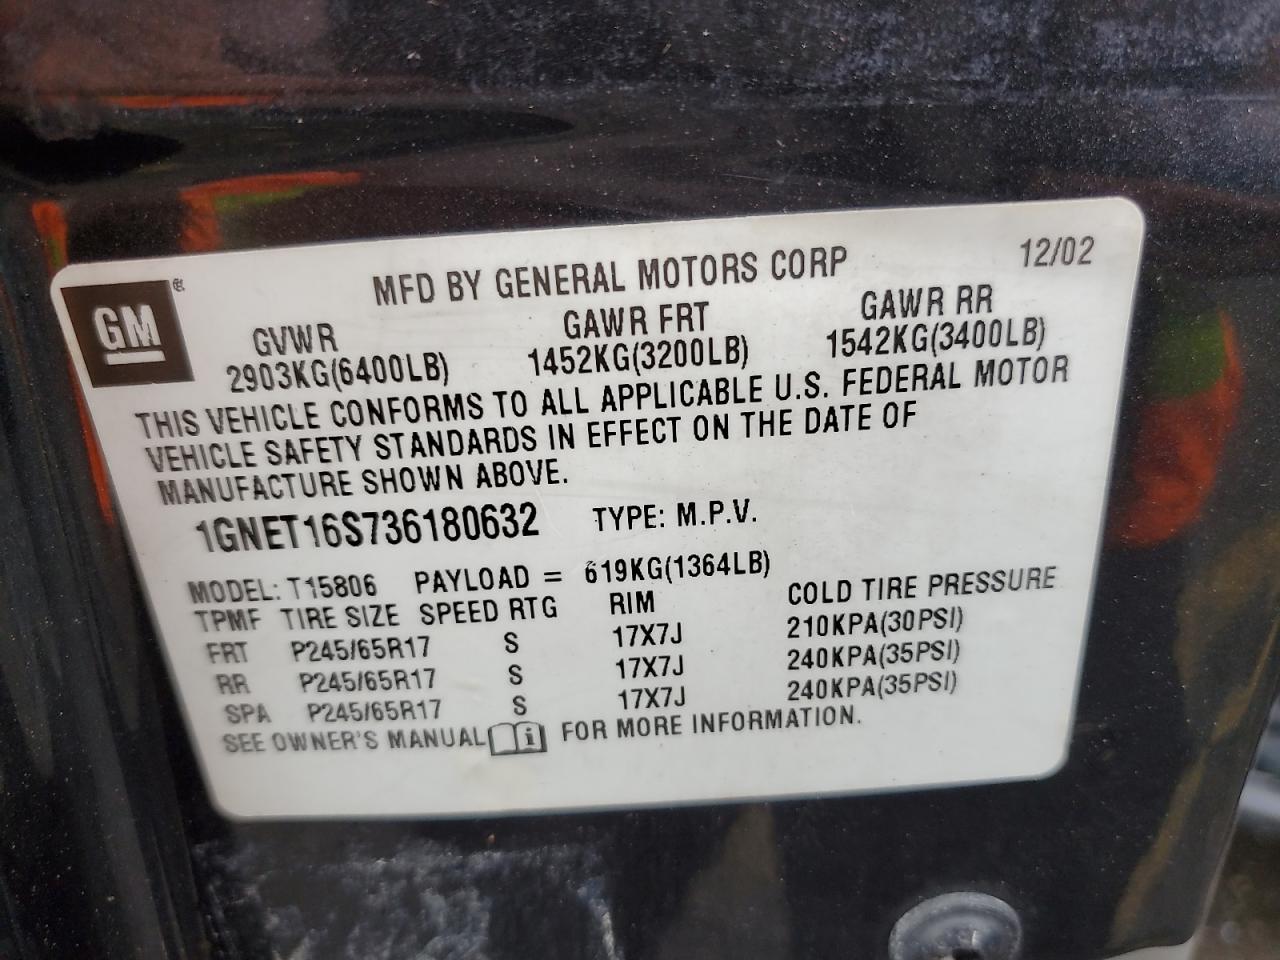 GM
MFD BY GENERAL MOTORS CORP 12/02
GVWR GAWR FRT GAWR RR
2903KG(6400LB) 1452KG(3200LB) 1542KG(3400LB)
THIS VEHICLE CONFORMS TO ALL APPLICABLE U.S. FEDERAL MOTOR
VEHICLE SAFETY STANDARDS IN EFFECT ON THE DATE OF
MANUFACTURE SHOWN ABOVE.
1GNET16S736180632 TYPE: M.P.V.
MODEL: T15806 PAYLOAD = 619KG(1364LB)
TPMF TIRE SIZE SPEED RTG RIM COLD TIRE PRESSURE
FRT P245/65R17 S 17X7J 210KPA(30PSI)
RR P245/65R17 S 17X7J 240KPA(35PSI)
SPA P245/65R17 S 17X7J 240KPA(35PSI)
SEE OWNER'S MANUAL i FOR MORE INFORMATION.